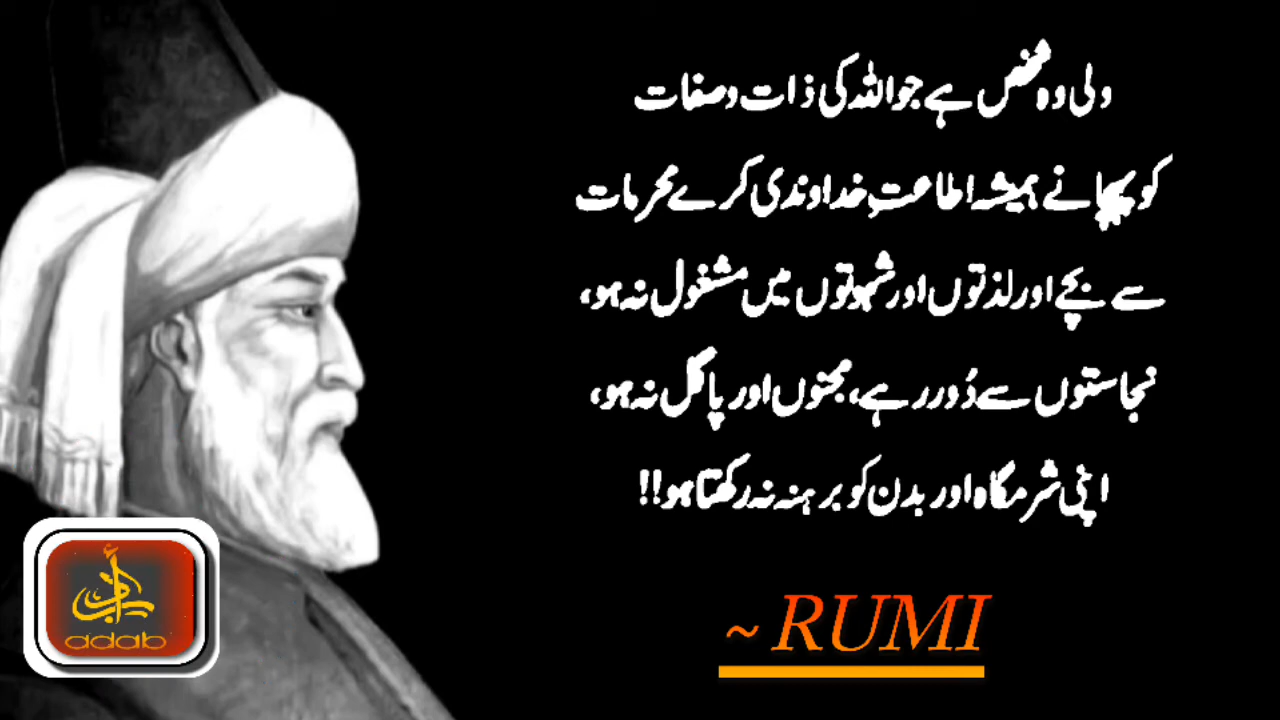 ولی وہ شخص ہے جو اللہ کی ذات و صفات
کو پہچانے ہمیشہ اطاعتِ خداوندی کرے محرمات
سے بچے اور لذتوں اور شہوتوں میں مشغول نہ ہو،
نجاستوں سے دُور رہے، مجنوں اور پاگل نہ ہو،
اپنی شرمگاہ اور بدن کو برہنہ نہ رکھتا ہو!!
~ RUMI
adab